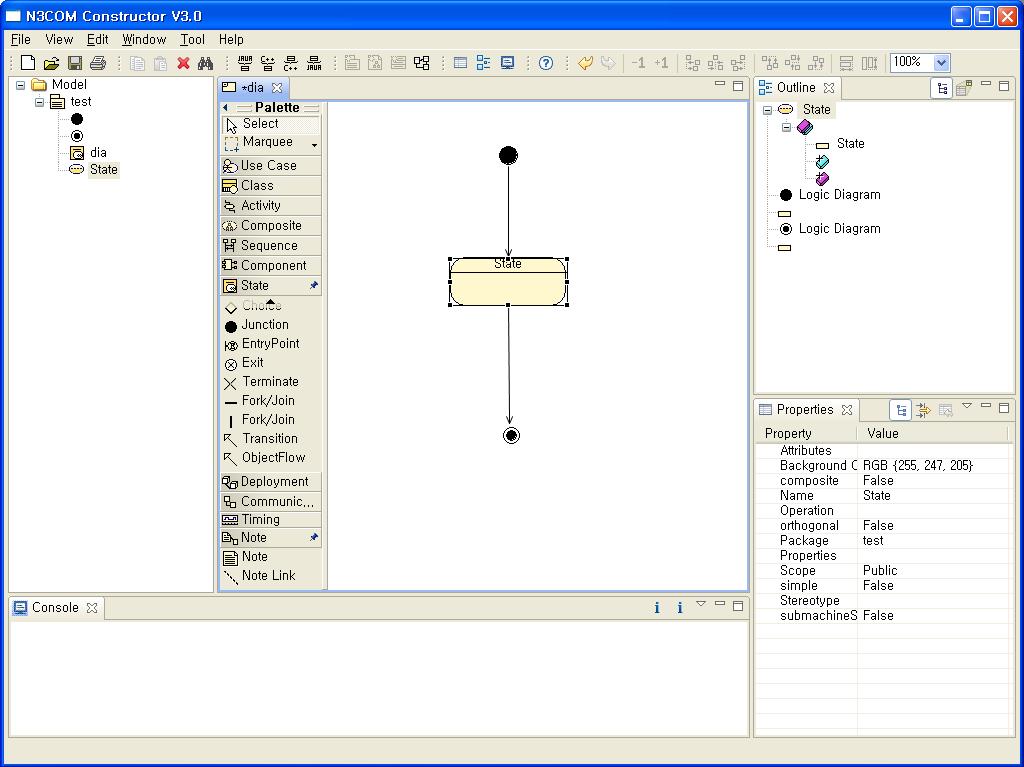 N3COM Constructor V3.0
File View Edit Window Tool Help
-1 +1 100%
Model
test
dia
State
*dia
Palette
Select
Marquee
Use Case
Class
Activity
Composite
Sequence
Component
State
Choice
Junction
EntryPoint
Exit
Terminate
Fork/Join
Fork/Join
Transition
ObjectFlow
Deployment
Communic...
Timing
Note
Note
Note Link
State
Outline
State
State
Logic Diagram
Logic Diagram
Properties
Property Value
Attributes
Background C RGB {255, 247, 205}
composite False
Name State
Operation
orthogonal False
Package test
Properties
Scope Public
simple False
Stereotype
submachineS False
Console